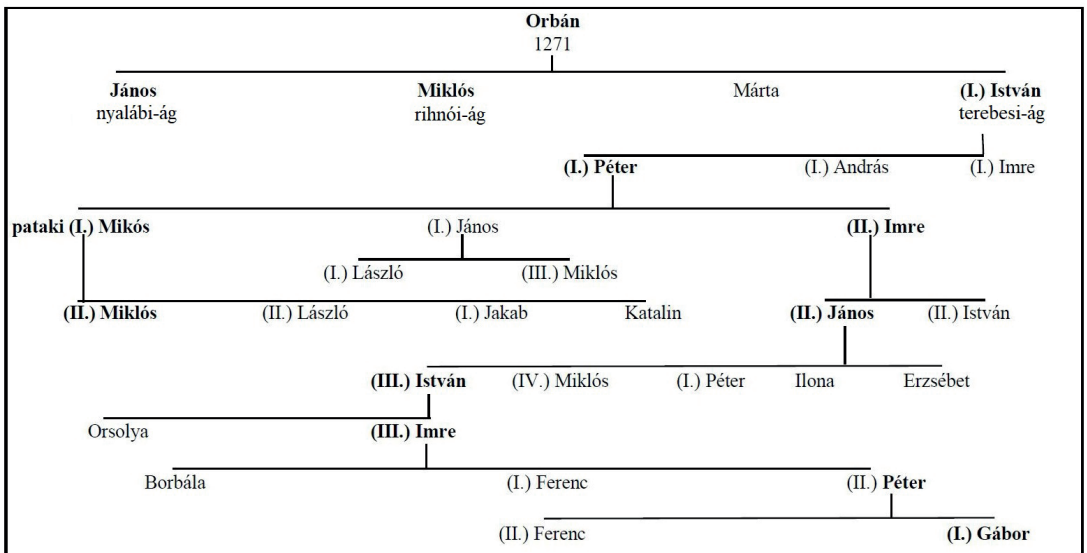 Orbán
1271
János Miklós Márta (I.) István
nyalábi-ág rihnói-ág terebesi-ág
(I.) Péter (I.) András (I.) Imre
pataki (I.) Mikós (I.) János (II.) Imre
(I.) László (III.) Miklós
(II.) Miklós (II.) László (I.) Jakab Katalin (II.) János (II.) István
(III.) István (IV.) Miklós (I.) Péter Ilona Erzsébet
Orsolya (III.) Imre
Borbála (I.) Ferenc (II.) Péter
(II.) Ferenc (I.) Gábor